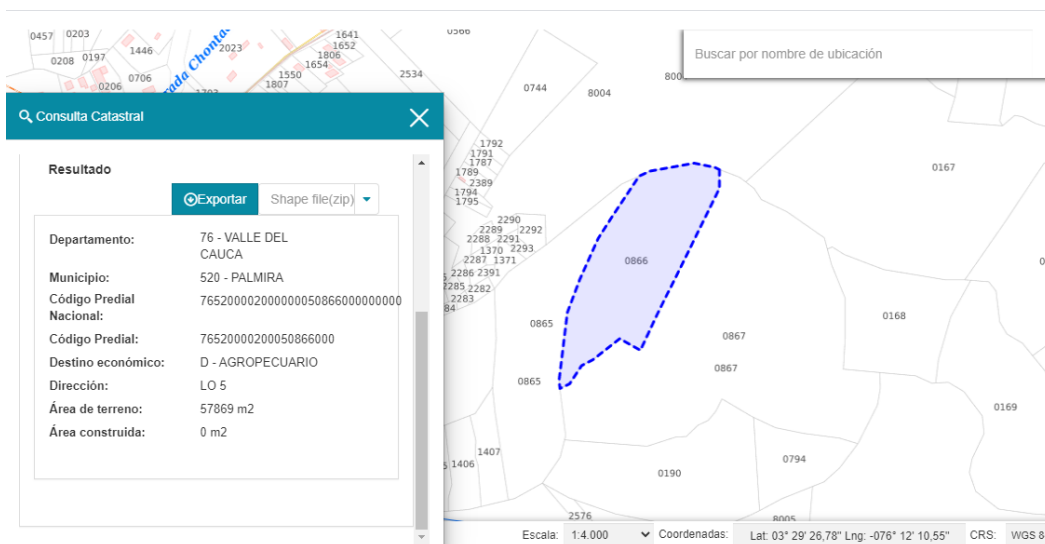 0457 0203
0208 0197
1446
0206
0706
2023
1641
1652
1806
1654
1550
1807
2534
0744
8004
Buscar por nombre de ubicación
Consulta Catastral
Resultado
Exportar Shape file(zip)
Departamento: 76 - VALLE DEL
CAUCA
Municipio: 520 - PALMIRA
Código Predial
Nacional: 765200002000000050866000000000
Código Predial: 76520000200050866000
Destino económico: D - AGROPECUARIO
Dirección: LO 5
Área de terreno: 57869 m2
Área construida: 0 m2
1792
1791
1787
1789
2389
1794
1795
2290
2289 2292
2288 2291
1370 2293
2287 1371
2286 2391
2285 2282
2283
0167
0866
0865
0867
0168
0865
0867
0169
1407
1406
0190
0794
2576
8005
Escala: 1:4.000 Coordenadas: Lat: 03° 29' 26,78" Lng: -076° 12' 10,55" CRS: WGS